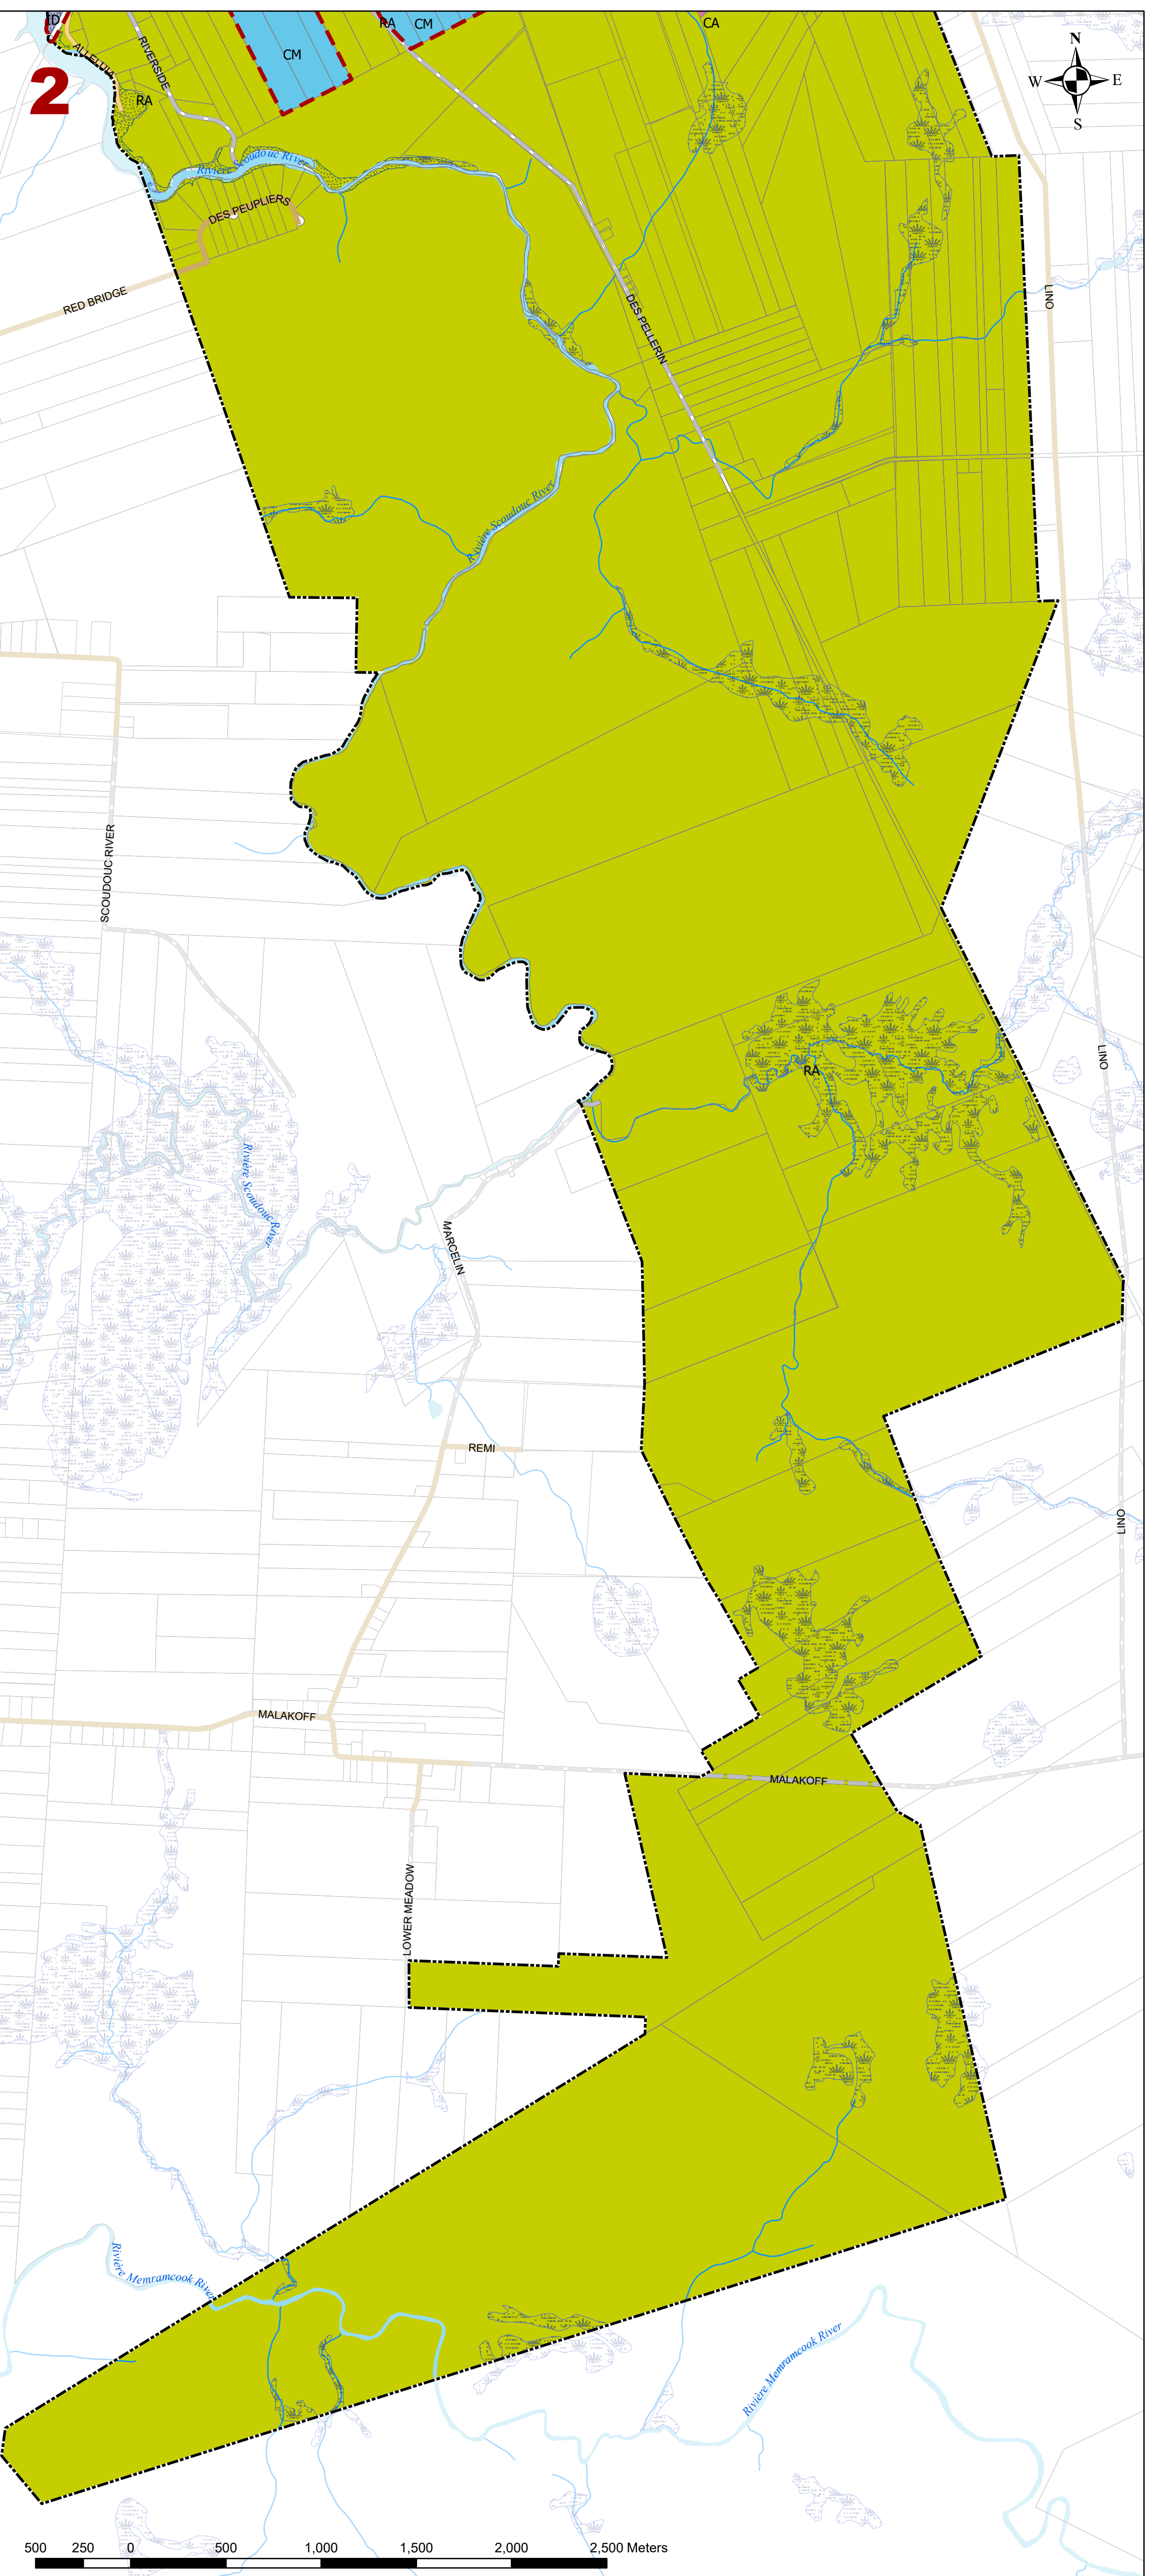 ID
RA
CM
CA
CM
N
W
E
S
2
ALLELUIA
RIVERSIDE
RA
Rivière Scoudouc River
DES PEUPLIERS
RED BRIDGE
DES PELLERIN
LINO
Rivière Scoudouc River
SCOUDOUC RIVER
LINO
RA
Rivière Scoudouc River
MARCELIN
REMI
LINO
MALAKOFF
MALAKOFF
LOWER MEADOW
Rivière Memramcook River
Rivière Memramcook River
500 250 0 500 1,000 1,500 2,000 2,500 Meters